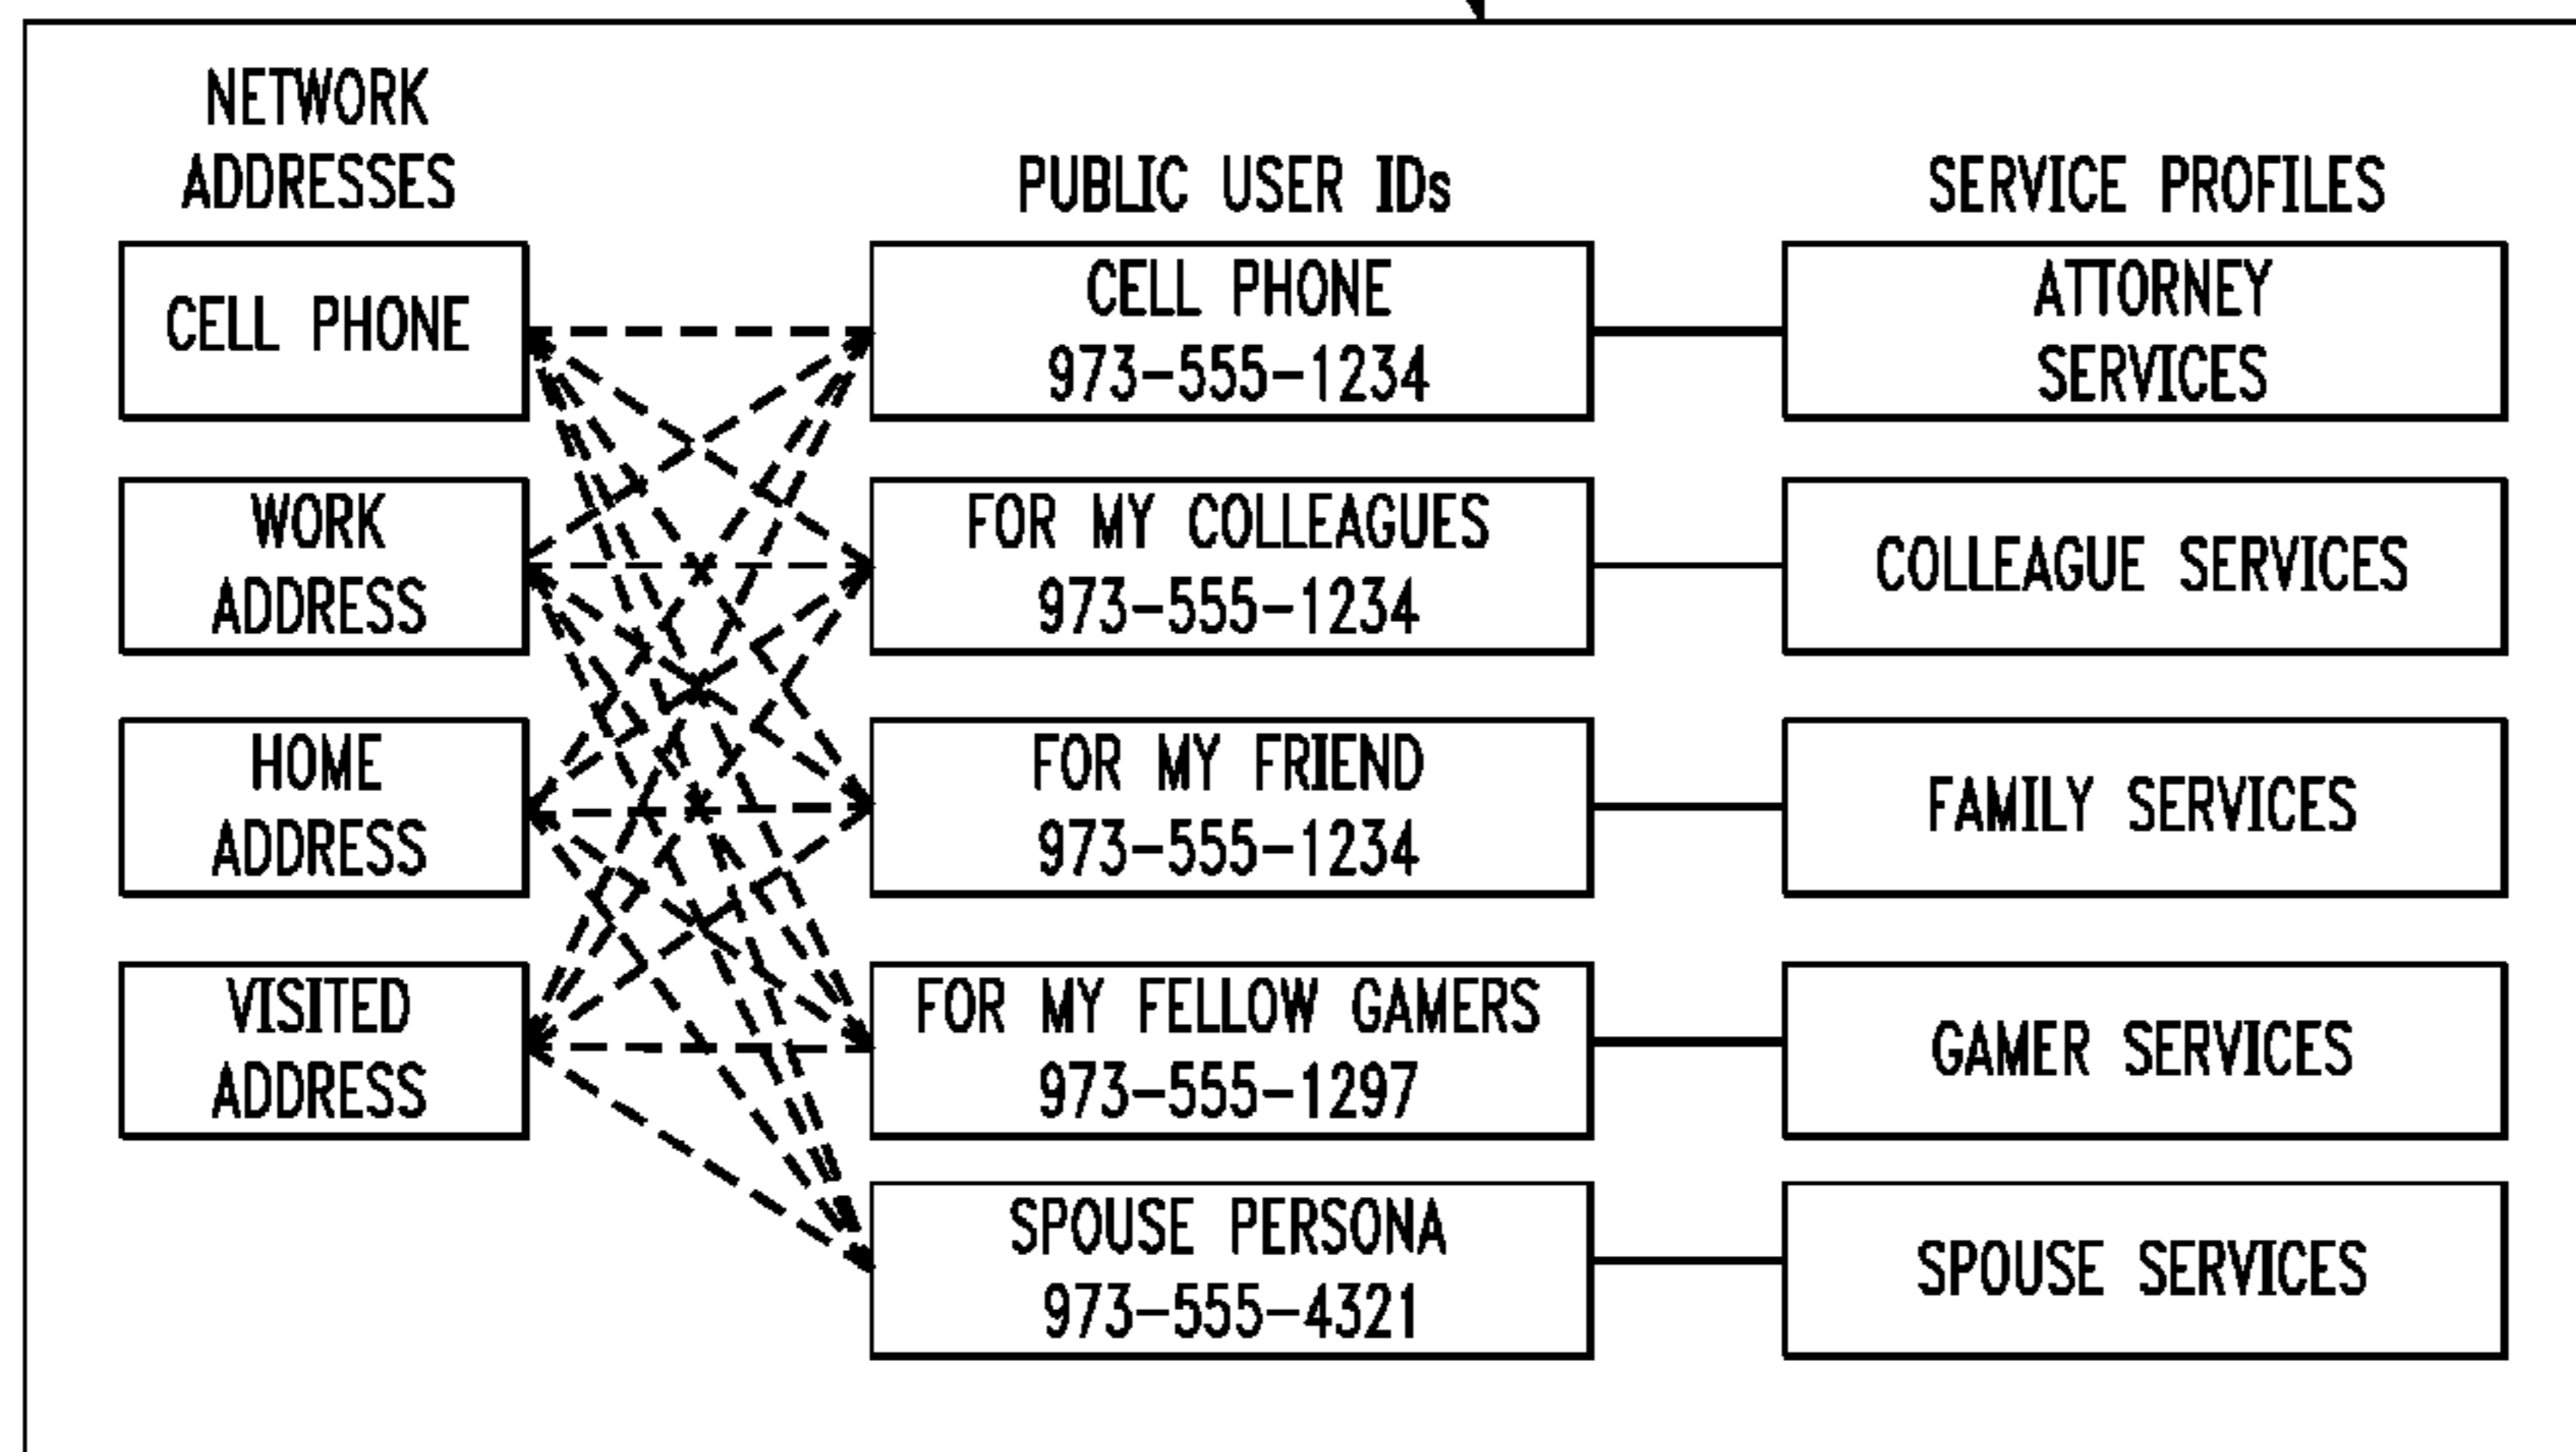 NETWORK
ADDRESSES
PUBLIC USER IDs
SERVICE PROFILES
CELL PHONE
CELL PHONE
973-555-1234
ATTORNEY
SERVICES
WORK
ADDRESS
FOR MY COLLEAGUES
973-555-1234
COLLEAGUE SERVICES
HOME
ADDRESS
FOR MY FRIEND
973-555-1234
FAMILY SERVICES
VISITED
ADDRESS
FOR MY FELLOW GAMERS
973-555-1297
GAMER SERVICES
SPOUSE PERSONA
973-555-4321
SPOUSE SERVICES